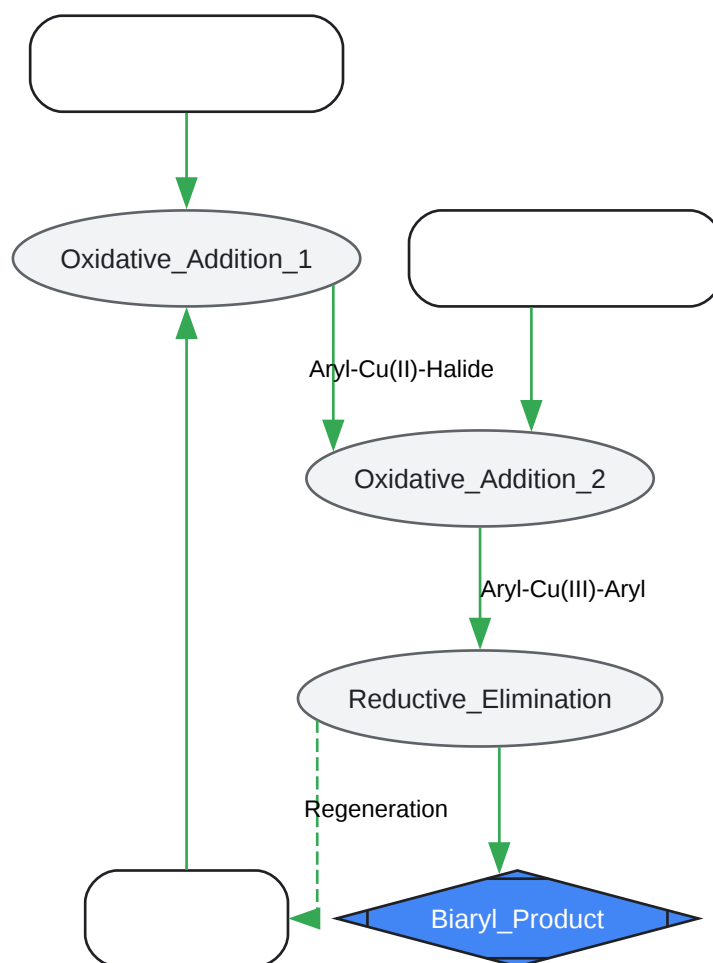 Oxidative_Addition_1
Aryl-Cu(II)-Halide
Oxidative_Addition_2
Aryl-Cu(III)-Aryl
Reductive_Elimination
Regeneration
Biaryl_Product